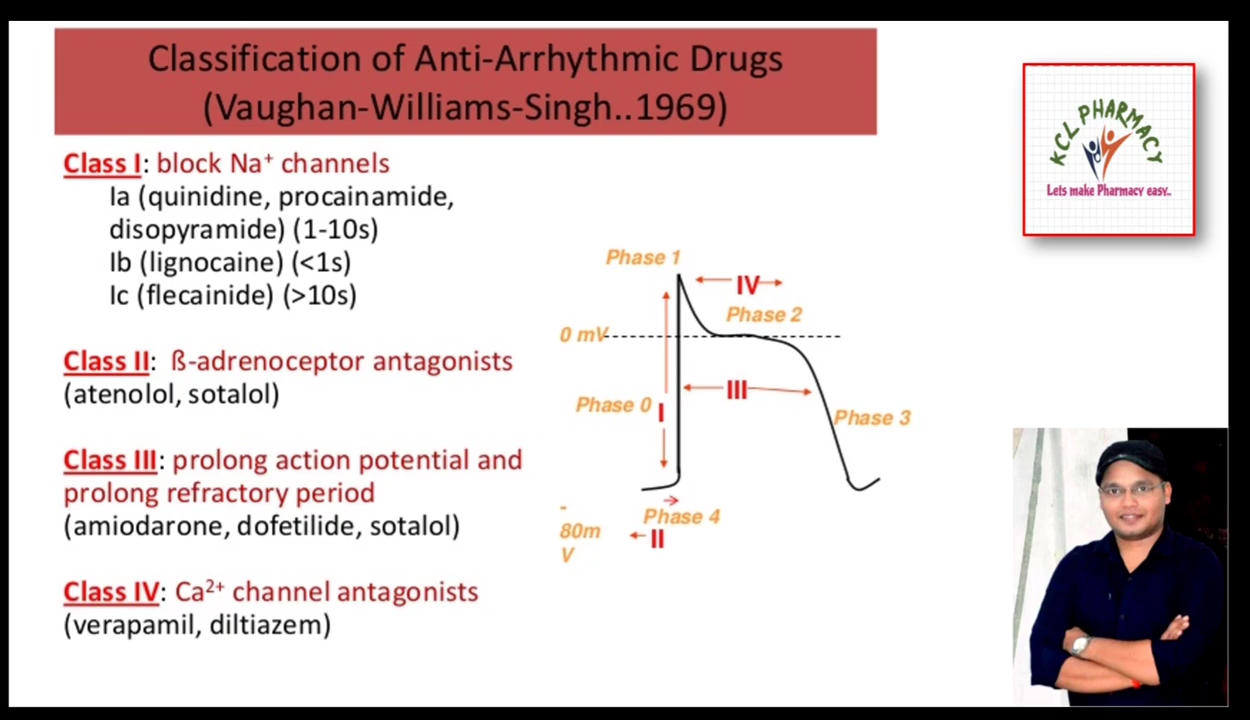 Classification of Anti-Arrhythmic Drugs
(Vaughan-Williams-Singh..1969)
Class I: block Na⁺ channels
Ia (quinidine, procainamide,
disopyramide) (1-10s)
Ib (lignocaine) (<1s)
Ic (flecainide) (>10s)
Class II: ß-adrenoceptor antagonists
(atenolol, sotalol)
Class III: prolong action potential and
prolong refractory period
(amiodarone, dofetilide, sotalol)
Class IV: Ca²⁺ channel antagonists
(verapamil, diltiazem)
Phase 1
IV
Phase 2
0 mV
III
Phase 0
I
Phase 3
-
80m
V
Phase 4
II
KCL PHARMACY
Lets make Pharmacy easy..